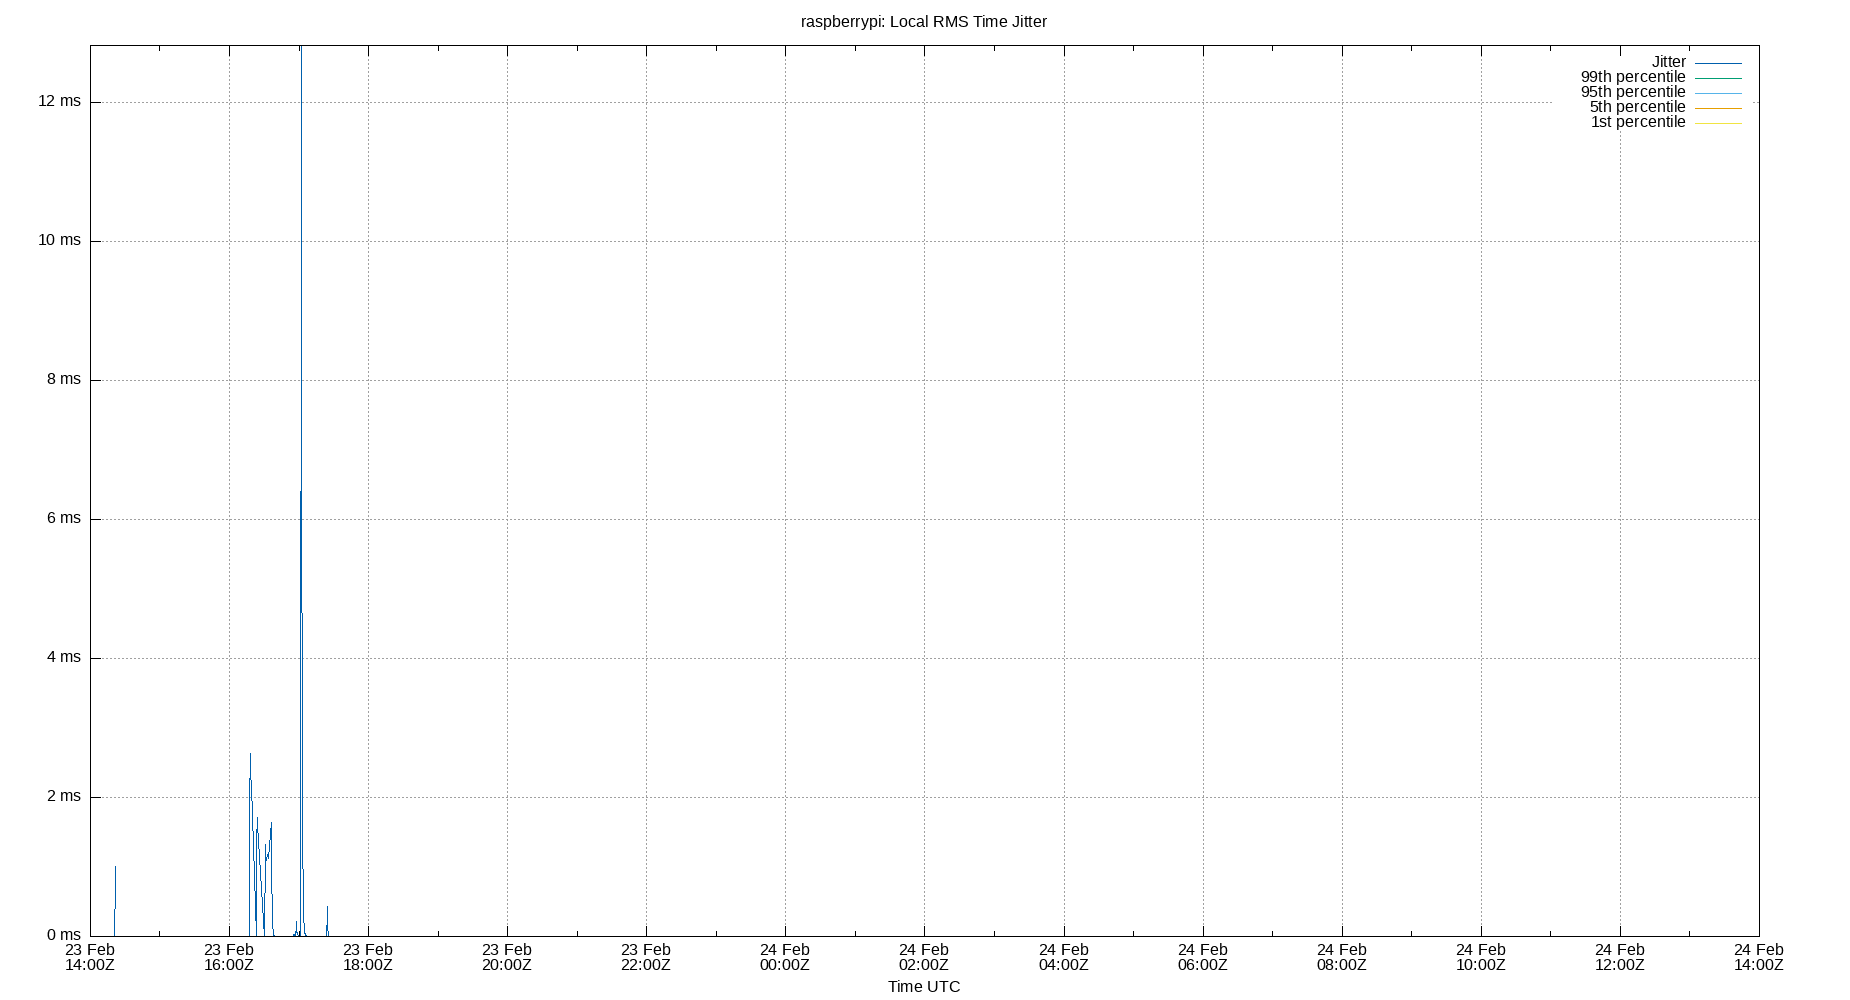 raspberrypi: Local RMS Time Jitter
Jitter
99th percentile
95th percentile
5th percentile
1st percentile
12 ms
10 ms
8 ms
6 ms
4 ms
2 ms
0 ms
23 Feb 23 Feb 23 Feb 23 Feb 23 Feb 24 Feb 24 Feb 24 Feb 24 Feb 24 Feb 24 Feb 24 Feb 24 Feb
14:00Z 16:00Z 18:00Z 20:00Z 22:00Z 00:00Z 02:00Z 04:00Z 06:00Z 08:00Z 10:00Z 12:00Z 14:00Z
Time UTC